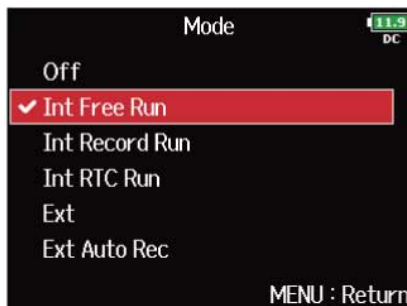 Mode
11.9
DC
Off
Int Free Run
Int Record Run
Int RTC Run
Ext
Ext Auto Rec
MENU : Return